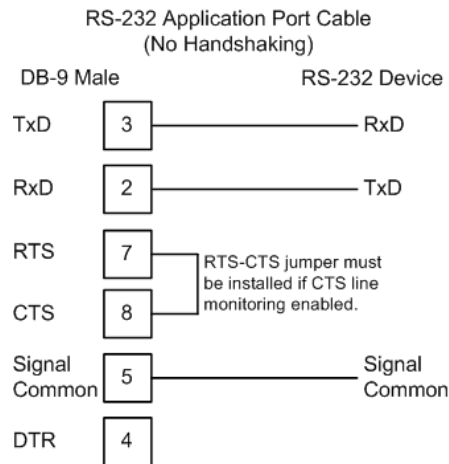 RS-232 Application Port Cable
(No Handshaking)
DB-9 Male
RS-232 Device
TxD
3
RxD
RxD
2
TxD
RTS
7
RTS-CTS jumper must
be installed if CTS line
monitoring enabled.
CTS
8
Signal
Common
5
Signal
Common
DTR
4